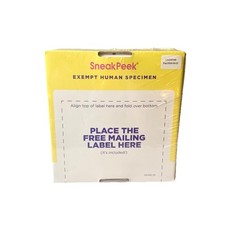 SneakPeek®
EXEMPT HUMAN SPECIMEN
Align top of label here and fold over bottom.
PLACE THE
FREE MAILING
LABEL HERE
(It's included!)